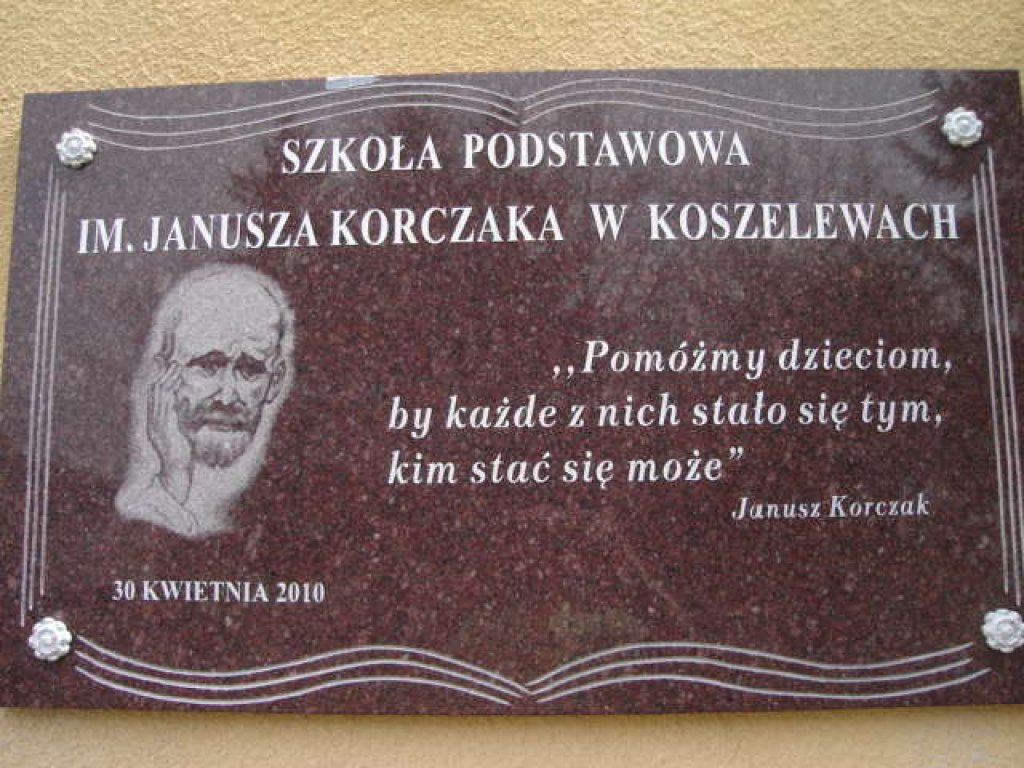 SZKOŁA PODSTAWOWA
IM. JANUSZA KORCZAKA W KOSZELEWACH
,,Pomóżmy dzieciom,
by każde z nich stało się tym,
kim stać się może”
Janusz Korczak
30 KWIETNIA 2010